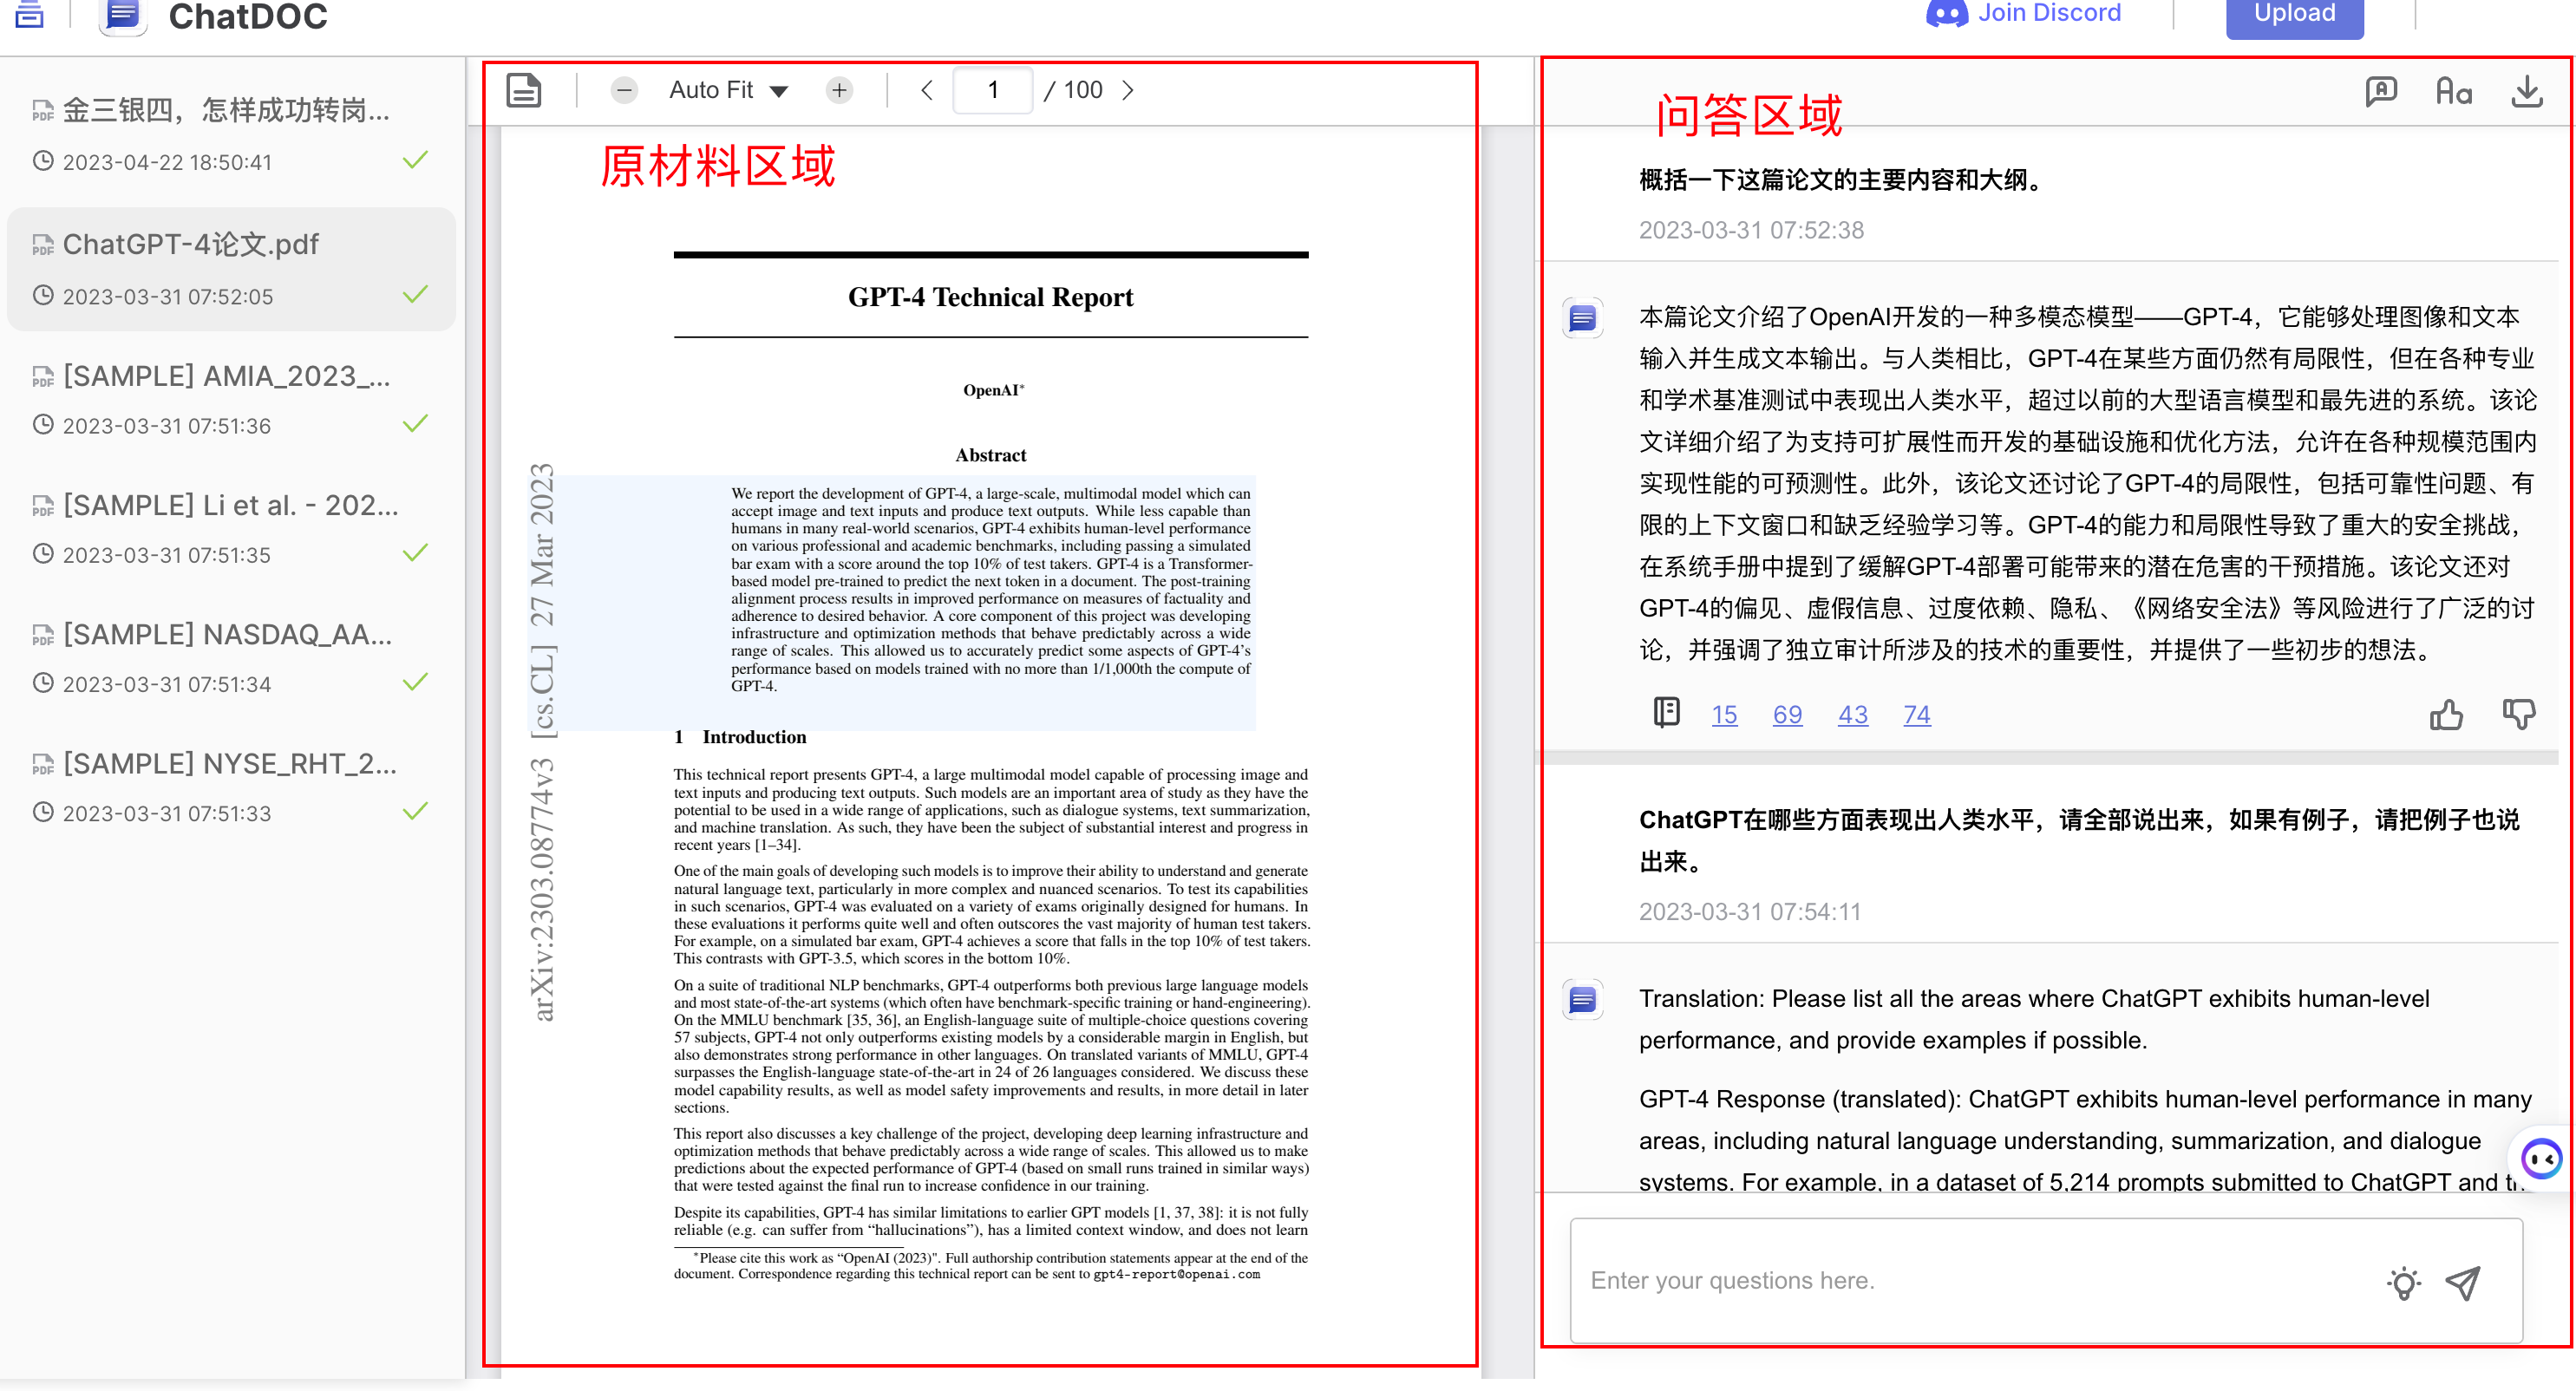 ChatDOC
Join Discord
Upload
金三银四，怎样成功转岗...
2023-04-22 18:50:41
ChatGPT-4论文.pdf
2023-03-31 07:52:05
[SAMPLE] AMIA_2023_...
2023-03-31 07:51:36
[SAMPLE] Li et al. - 202...
2023-03-31 07:51:35
[SAMPLE] NASDAQ_AA...
2023-03-31 07:51:34
[SAMPLE] NYSE_RHT_2...
2023-03-31 07:51:33
Auto Fit
1 / 100
原材料区域
GPT-4 Technical Report
OpenAI*
Abstract
We report the development of GPT-4, a large-scale, multimodal model which can
accept image and text inputs and produce text outputs. While less capable than
humans in many real-world scenarios, GPT-4 exhibits human-level performance
on various professional and academic benchmarks, including passing a simulated
bar exam with a score around the top 10% of test takers. GPT-4 is a Transformer-
based model pre-trained to predict the next token in a document. The post-training
alignment process results in improved performance on measures of factuality and
adherence to desired behavior. A core component of this project was developing
infrastructure and optimization methods that behave predictably across a wide
range of scales. This allowed us to accurately predict some aspects of GPT-4's
performance based on models trained with no more than 1/1,000th the compute of
GPT-4.
arXiv:2303.08774v3 [cs.CL] 27 Mar 2023
1 Introduction
This technical report presents GPT-4, a large multimodal model capable of processing image and
text inputs and producing text outputs. Such models are an important area of study as they have the
potential to be used in a wide range of applications, such as dialogue systems, text summarization,
and machine translation. As such, they have been the subject of substantial interest and progress in
recent years [1–34].
One of the main goals of developing such models is to improve their ability to understand and generate
natural language text, particularly in more complex and nuanced scenarios. To test its capabilities
in such scenarios, GPT-4 was evaluated on a variety of exams originally designed for humans. In
these evaluations it performs quite well and often outscores the vast majority of human test takers.
For example, on a simulated bar exam, GPT-4 achieves a score that falls in the top 10% of test takers.
This contrasts with GPT-3.5, which scores in the bottom 10%.
On a suite of traditional NLP benchmarks, GPT-4 outperforms both previous large language models
and most state-of-the-art systems (which often have benchmark-specific training or hand-engineering).
On the MMLU benchmark [35, 36], an English-language suite of multiple-choice questions covering
57 subjects, GPT-4 not only outperforms existing models by a considerable margin in English, but
also demonstrates strong performance in other languages. On translated variants of MMLU, GPT-4
surpasses the English-language state-of-the-art in 24 of 26 languages considered. We discuss these
model capability results, as well as model safety improvements and results, in more detail in later
sections.
This report also discusses a key challenge of the project, developing deep learning infrastructure and
optimization methods that behave predictably across a wide range of scales. This allowed us to make
predictions about the expected performance of GPT-4 (based on small runs trained in similar ways)
that were tested against the final run to increase confidence in our training.
Despite its capabilities, GPT-4 has similar limitations to earlier GPT models [1, 37, 38]: it is not fully
reliable (e.g. can suffer from “hallucinations”), has a limited context window, and does not learn
*Please cite this work as “OpenAI (2023)". Full authorship contribution statements appear at the end of the
document. Correspondence regarding this technical report can be sent to gpt4-report@openai.com
问答区域
Aa
概括一下这篇论文的主要内容和大纲。
2023-03-31 07:52:38
本篇论文介绍了OpenAI开发的一种多模态模型——GPT-4，它能够处理图像和文本
输入并生成文本输出。与人类相比，GPT-4在某些方面仍然有局限性，但在各种专业
和学术基准测试中表现出人类水平，超过以前的大型语言模型和最先进的系统。该论
文详细介绍了为支持可扩展性而开发的基础设施和优化方法，允许在各种规模范围内
实现性能的可预测性。此外，该论文还讨论了GPT-4的局限性，包括可靠性问题、有
限的上下文窗口和缺乏经验学习等。GPT-4的能力和局限性导致了重大的安全挑战，
在系统手册中提到了缓解GPT-4部署可能带来的潜在危害的干预措施。该论文还对
GPT-4的偏见、虚假信息、过度依赖、隐私、《网络安全法》等风险进行了广泛的讨
论，并强调了独立审计所涉及的技术的重要性，并提供了一些初步的想法。
15 69 43 74
ChatGPT在哪些方面表现出人类水平，请全部说出来，如果有例子，请把例子也说
出来。
2023-03-31 07:54:11
Translation: Please list all the areas where ChatGPT exhibits human-level
performance, and provide examples if possible.
GPT-4 Response (translated): ChatGPT exhibits human-level performance in many
areas, including natural language understanding, summarization, and dialogue
systems. For example, in a dataset of 5,214 prompts submitted to ChatGPT and
Enter your questions here.